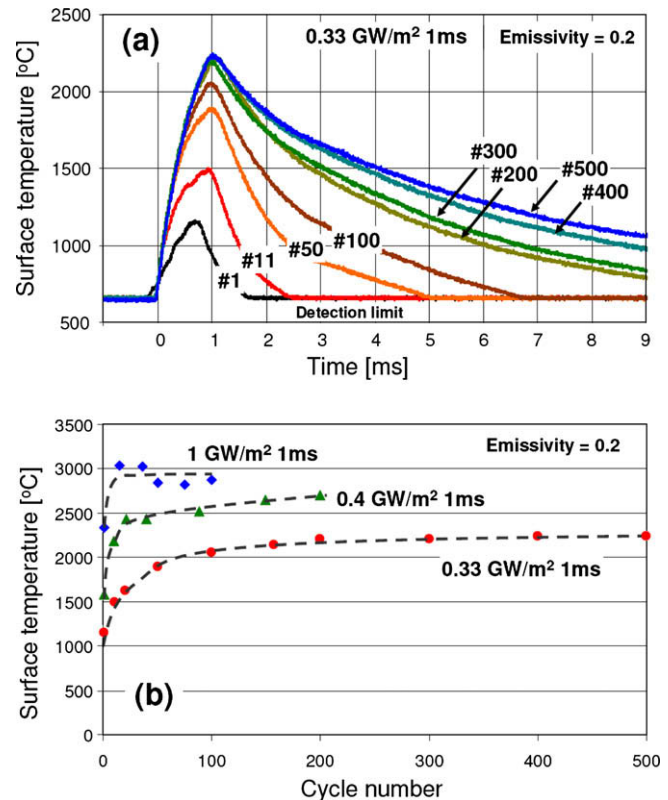 (a)
0.33 GW/m² 1ms
Emissivity = 0.2
Surface temperature [ºC]
2500
2000
1500
1000
500
#300
#200
#500
#400
#100
#50
#11
#1
Detection limit
0 1 2 3 4 5 6 7 8 9
Time [ms]
Surface temperature [ºC]
3500
3000
2500
2000
1500
1000
500
0
1 GW/m² 1ms
Emissivity = 0.2
0.4 GW/m² 1ms
0.33 GW/m² 1ms
(b)
0 100 200 300 400 500
Cycle number